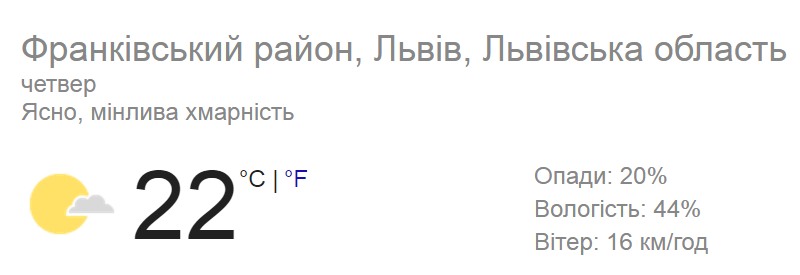 Франківський район, Львів, Львівська область
четвер
Ясно, мінлива хмарність
22 °C | °F
Опади: 20%
Вологість: 44%
Вітер: 16 км/год